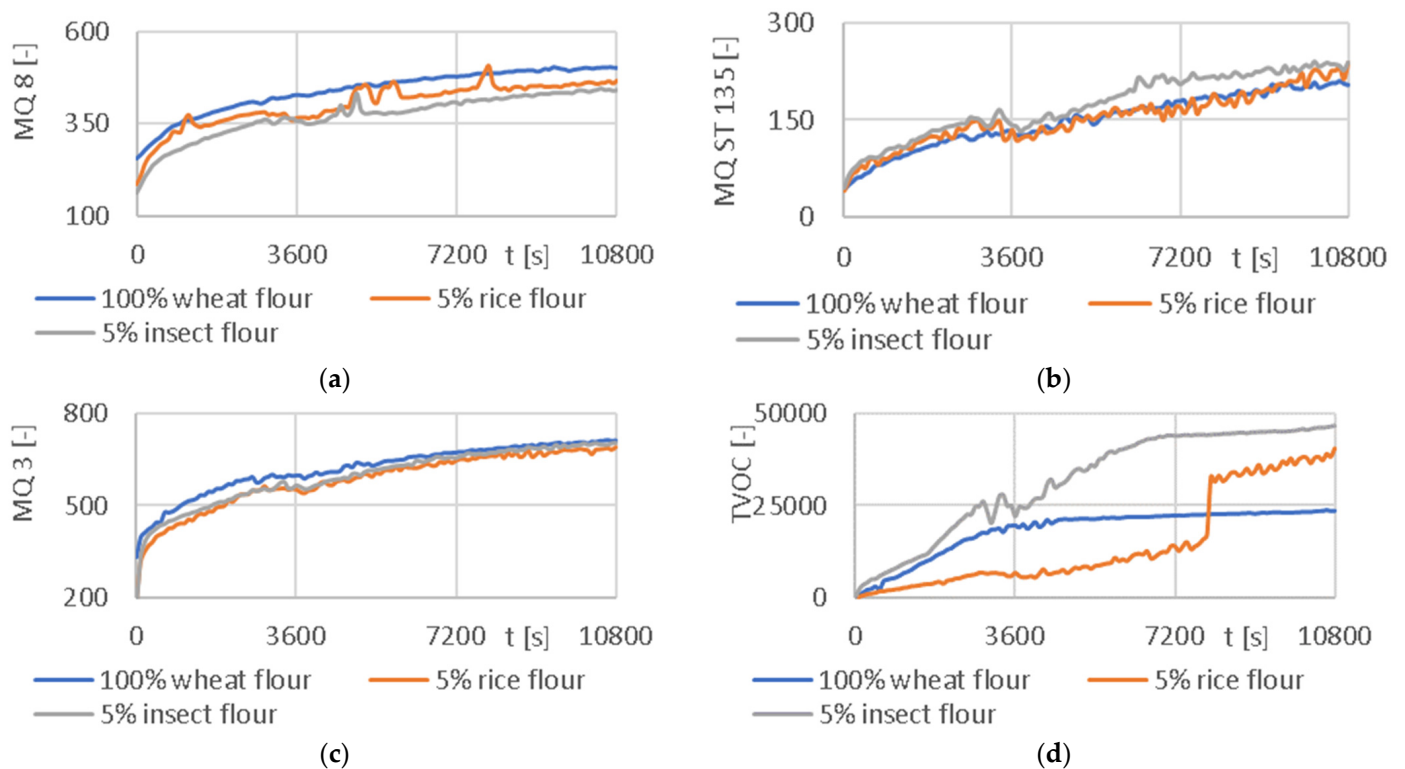 600
350
100
MQ 8 [-]
0 3600 7200 t [s] 10800
100% wheat flour 5% rice flour
5% insect flour
(a)
300
150
0
MQ ST 135 [-]
0 3600 7200 t [s] 10800
100% wheat flour 5% rice flour
5% insect flour
(b)
800
500
200
MQ 3 [-]
0 3600 7200 t [s] 10800
100% wheat flour 5% rice flour
5% insect flour
(c)
50000
25000
0
TVOC [-]
0 3600 7200 t [s] 10800
100% wheat flour 5% rice flour
5% insect flour
(d)